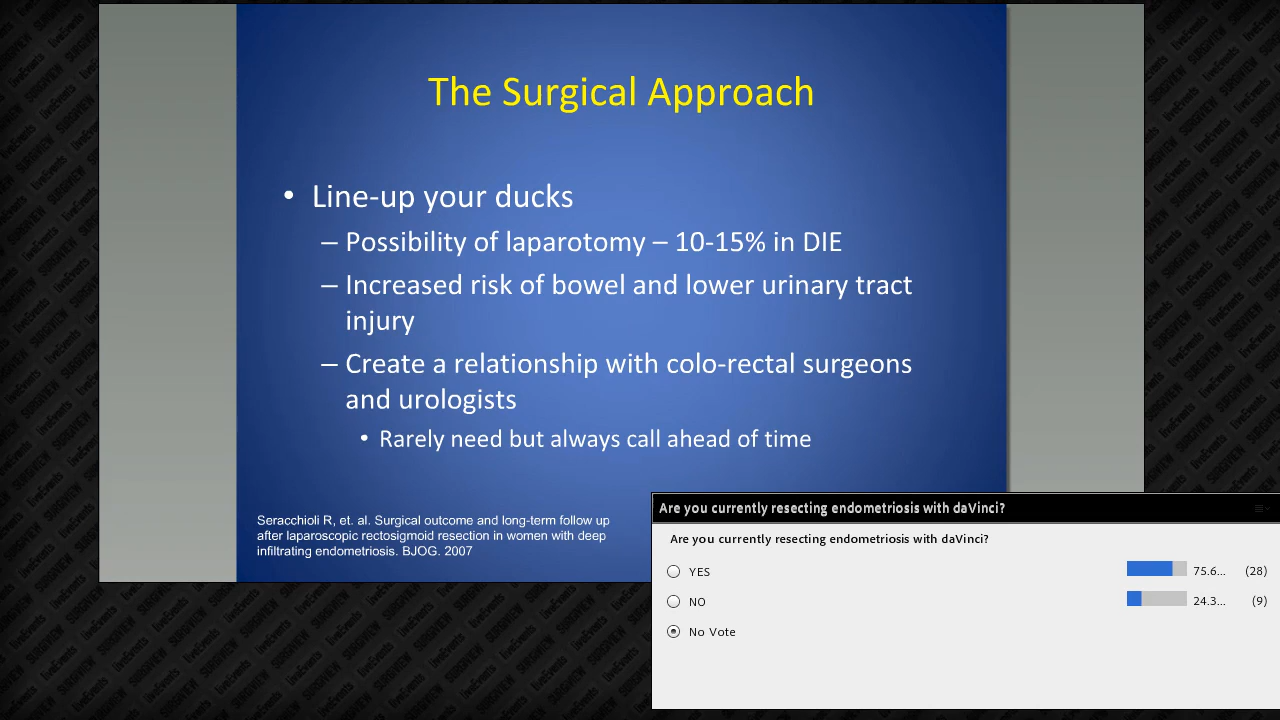 The Surgical Approach
• Line-up your ducks
– Possibility of laparotomy – 10-15% in DIE
– Increased risk of bowel and lower urinary tract
injury
– Create a relationship with colo-rectal surgeons
and urologists
• Rarely need but always call ahead of time
Seracchioli R, et. al. Surgical outcome and long-term follow up
after laparoscopic rectosigmoid resection in women with deep
infiltrating endometriosis. BJOG. 2007
Are you currently resecting endometriosis with daVinci?
Are you currently resecting endometriosis with daVinci?
YES 75.6... (28)
NO 24.3... (9)
No Vote